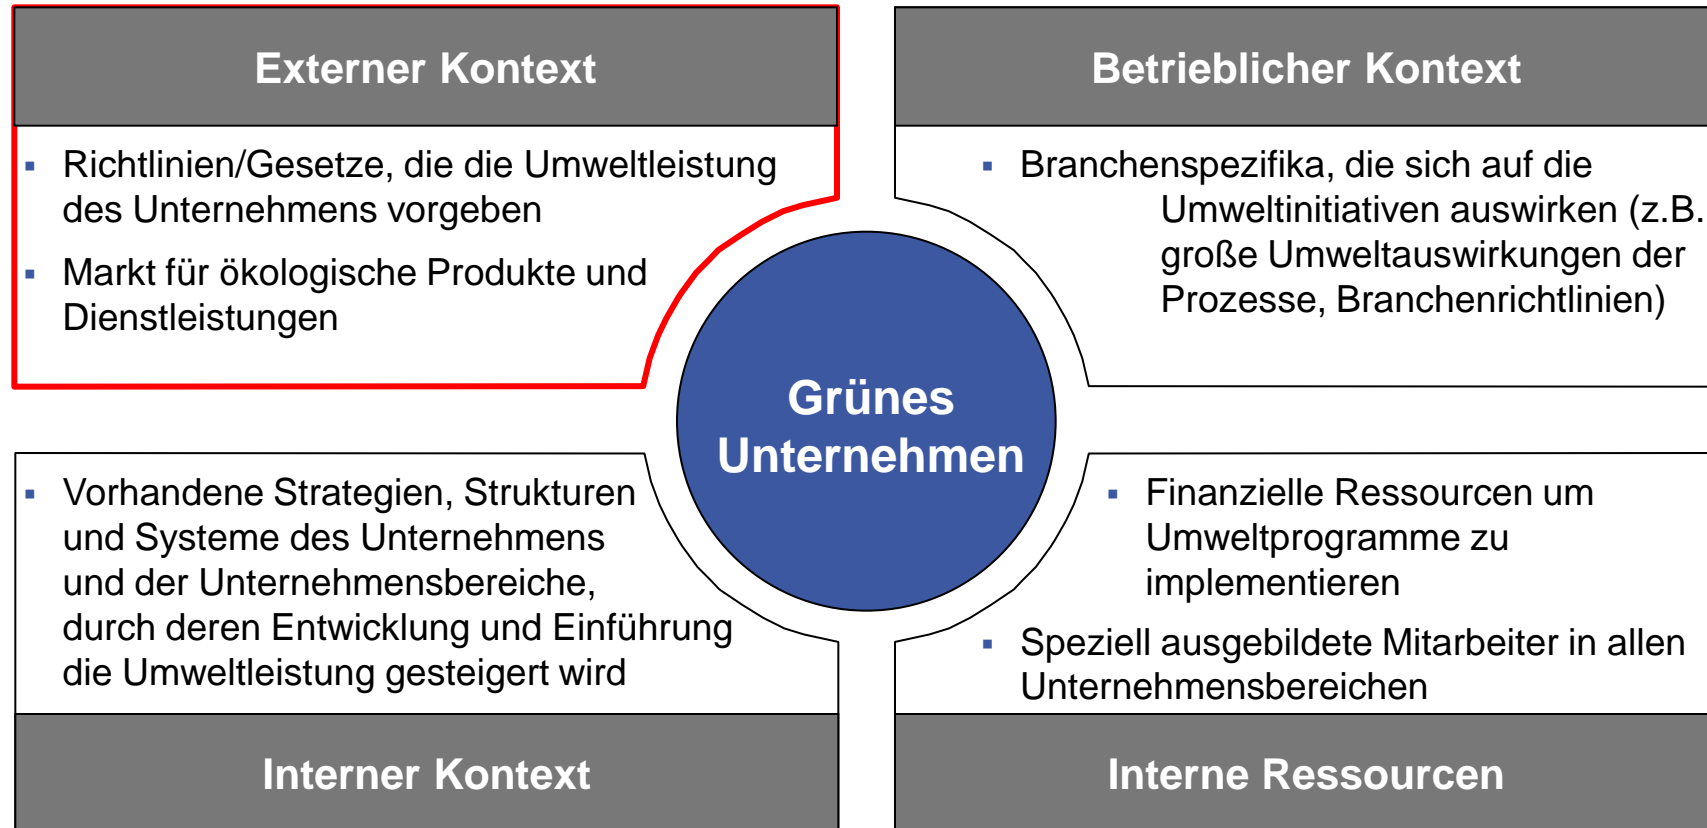 Externer Kontext
Richtlinien/Gesetze, die die Umweltleistung
des Unternehmens vorgeben
Markt für ökologische Produkte und
Dienstleistungen
Betrieblicher Kontext
Branchenspezifika, die sich auf die
Umweltinitiativen auswirken (z.B.
große Umweltauswirkungen der
Prozesse, Branchenrichtlinien)
Grünes
Unternehmen
Vorhandene Strategien, Strukturen
und Systeme des Unternehmens
und der Unternehmensbereiche,
durch deren Entwicklung und Einführung
die Umweltleistung gesteigert wird
Interner Kontext
Finanzielle Ressourcen um
Umweltprogramme zu
implementieren
Speziell ausgebildete Mitarbeiter in allen
Unternehmensbereichen
Interne Ressourcen